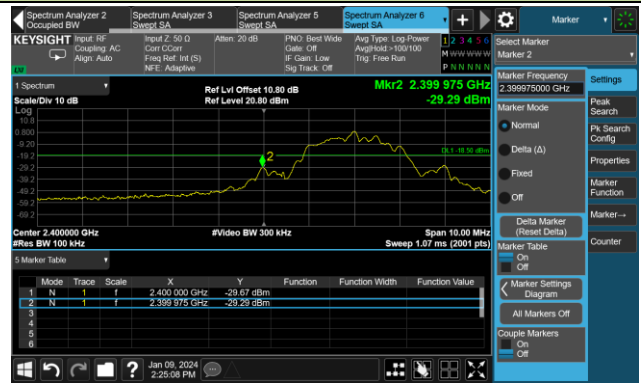 Spectrum Analyzer 2
Occupied BW
Spectrum Analyzer 3
Swept SA
Spectrum Analyzer 5
Swept SA
Spectrum Analyzer 6
Swept SA
Marker
KEYSIGHT
Input: RF
Coupling: AC
Align: Auto
Input Z: 50 Ω
Corr CCorr
Freq Ref: Int (S)
NFE: Adaptive
Atten: 20 dB
PNO: Best Wide
Gate: Off
IF Gain: Low
Sig Track: Off
Avg Type: Log-Power
Avg|Hold:>100/100
Trig: Free Run
1 2 3 4 5 6
M W W W W W
P N N N N N
Select Marker
Marker 2
1 Spectrum
Scale/Div 10 dB
Log
Ref Lvl Offset 10.80 dB
Ref Level 20.80 dBm
Mkr2 2.399 975 GHz
-29.29 dBm
10.8
0.800
-9.20
-19.2
-29.2
-39.2
-49.2
-59.2
-69.2
2
DL1 -18.50 dBm
Center 2.400000 GHz
#Res BW 100 kHz
#Video BW 300 kHz
Span 10.00 MHz
Sweep 1.07 ms (2001 pts)
5 Marker Table
Mode Trace Scale X Y Function Function Width Function Value
1 N 1 f 2.400 000 GHz -29.67 dBm
2 N 1 f 2.399 975 GHz -29.29 dBm
3
4
5
6
Marker Frequency
2.399975000 GHz
Marker Mode
Normal
Delta (Δ)
Fixed
Off
Delta Marker
(Reset Delta)
Marker Table
On
Off
Marker Settings
Diagram
All Markers Off
Couple Markers
On
Off
Settings
Peak
Search
Pk Search
Config
Properties
Marker
Function
Marker→
Counter
?
Jan 09, 2024
2:25:08 PM